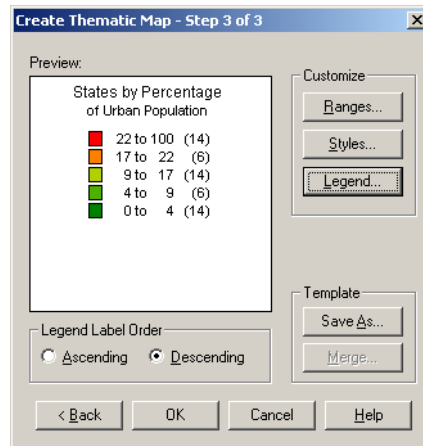 Create Thematic Map - Step 3 of 3
Preview:
States by Percentage
of Urban Population
22 to 100 (14)
17 to 22 (6)
9 to 17 (14)
4 to 9 (6)
0 to 4 (14)
Customize
Ranges...
Styles...
Legend...
Legend Label Order
Ascending
Descending
Template
Save As...
Merge...
< Back
OK
Cancel
Help